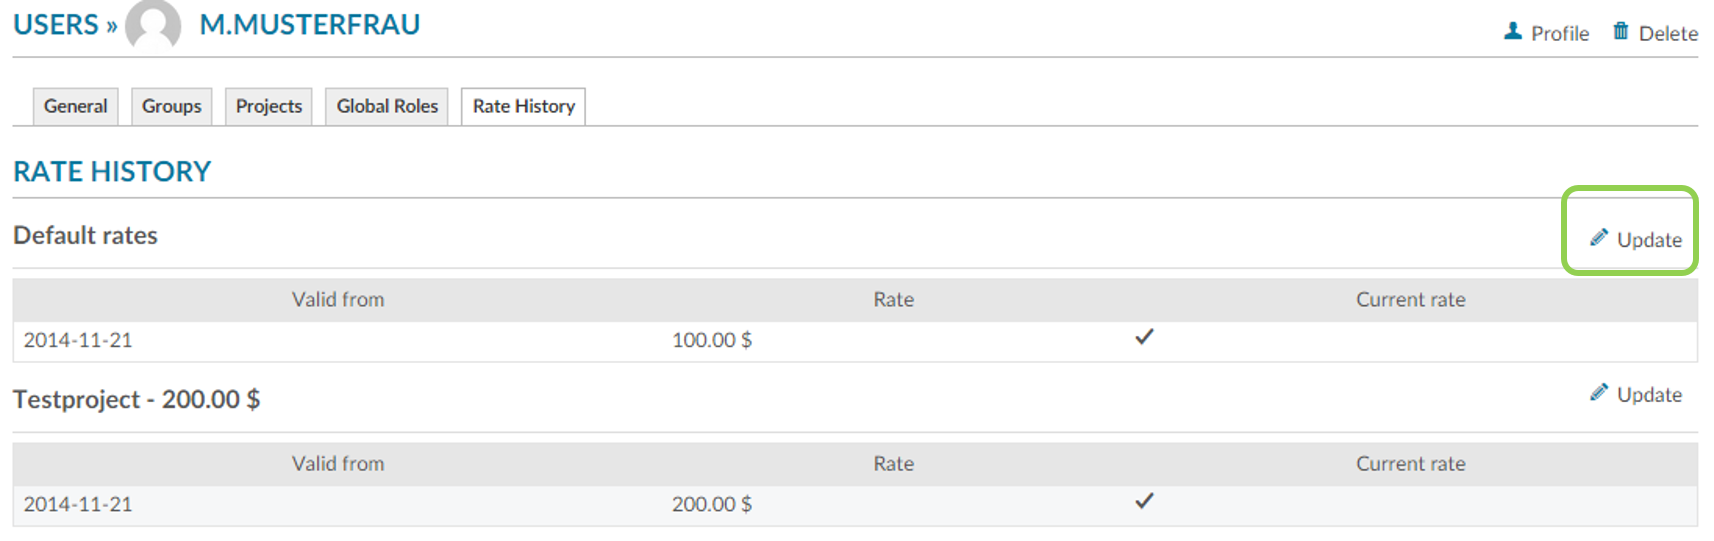 USERS » M.MUSTERFRAU
Profile Delete
General Groups Projects Global Roles Rate History
RATE HISTORY
Default rates Update
Valid from Rate Current rate
2014-11-21 100.00 $ ✓
Testproject - 200.00 $ Update
Valid from Rate Current rate
2014-11-21 200.00 $ ✓